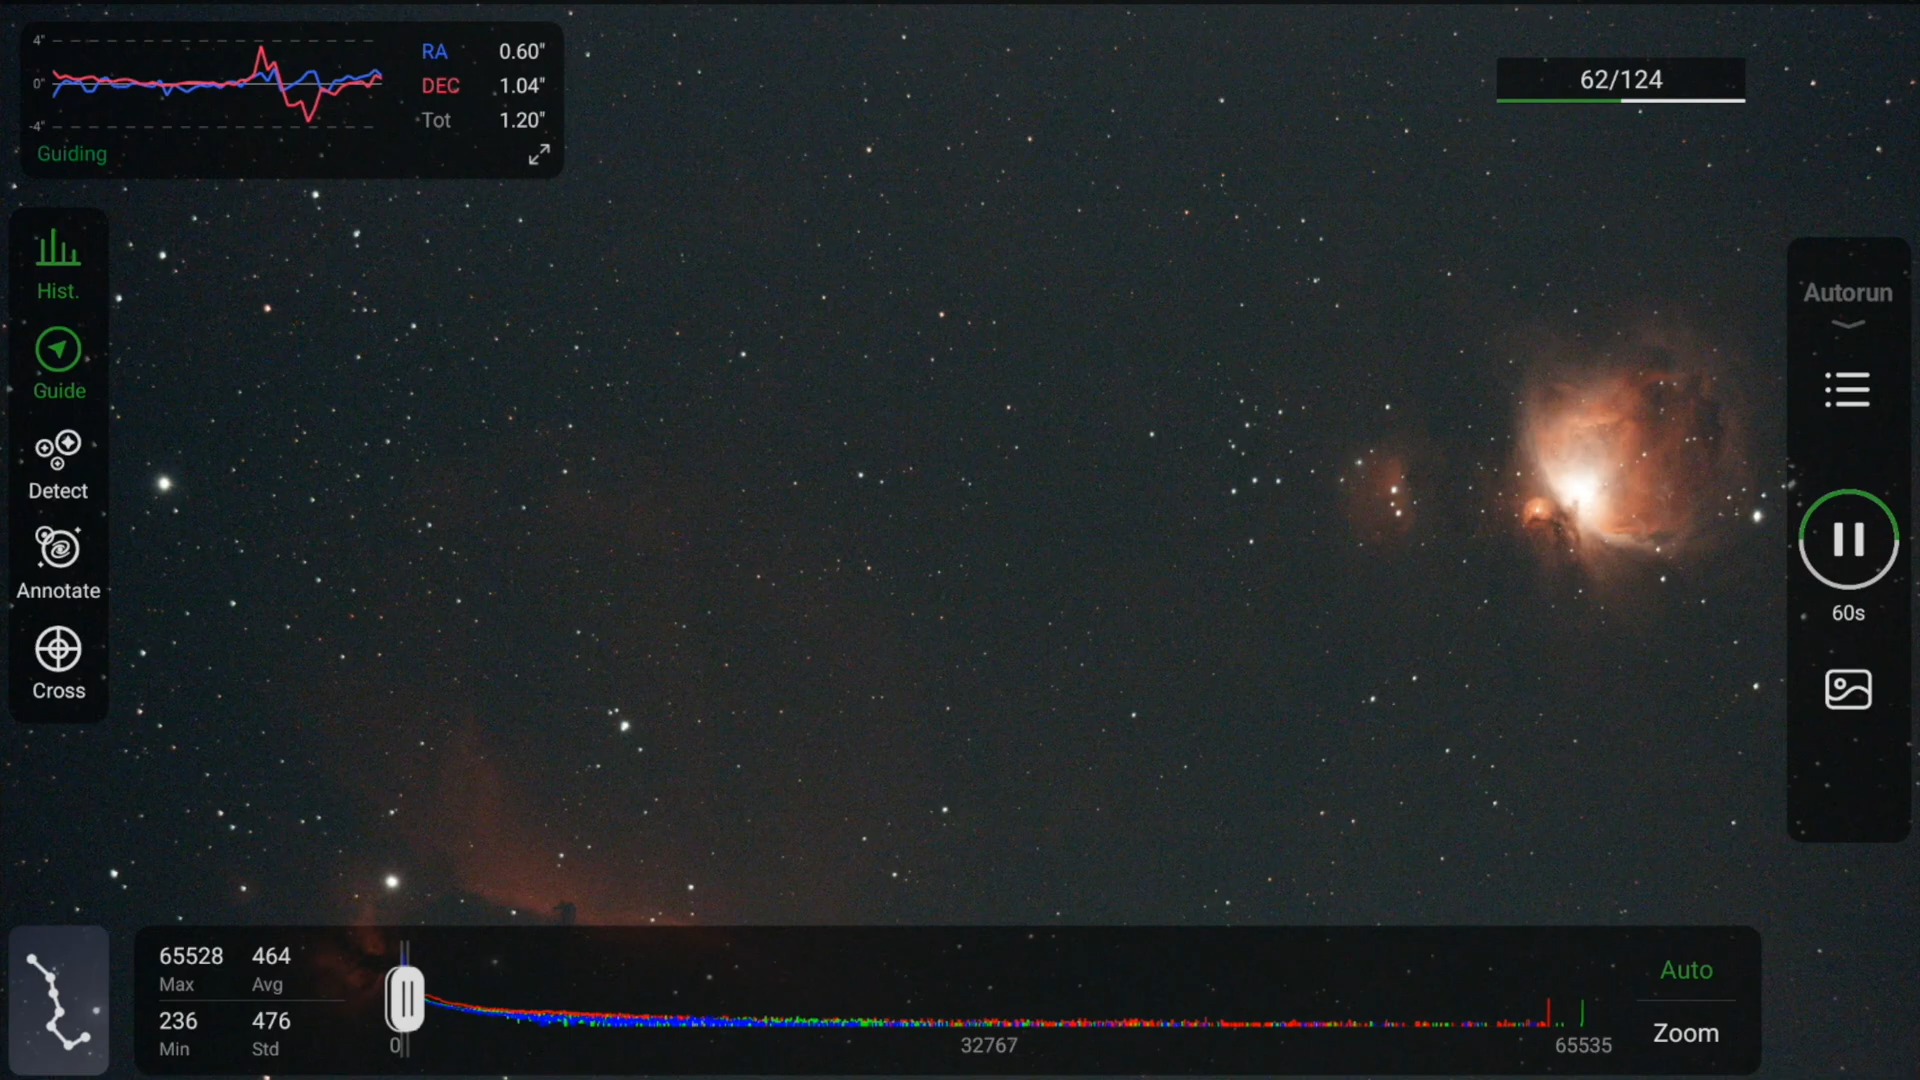 4"
0"
-4"
RA 0.60"
DEC 1.04"
Tot 1.20"
Guiding
62/124
Hist.
Guide
Detect
Annotate
Cross
Autorun
60s
65528 464
Max Avg
236 476
Min Std
0 32767 65535
Auto
Zoom